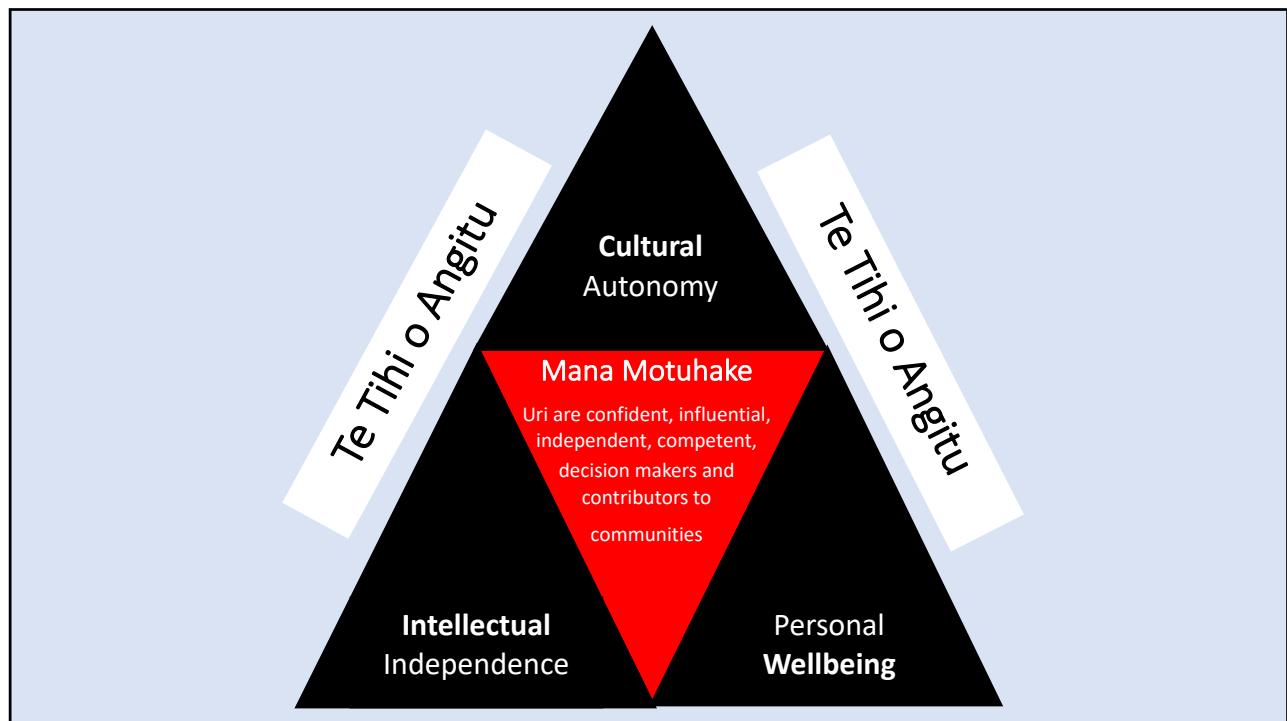 Te Tihi o Angitu
Te Tihi o Angitu
Cultural
Autonomy
Mana Motuhake
Uri are confident, influential,
independent, competent,
decision makers and
contributors to
communities
Intellectual
Independence
Personal
Wellbeing